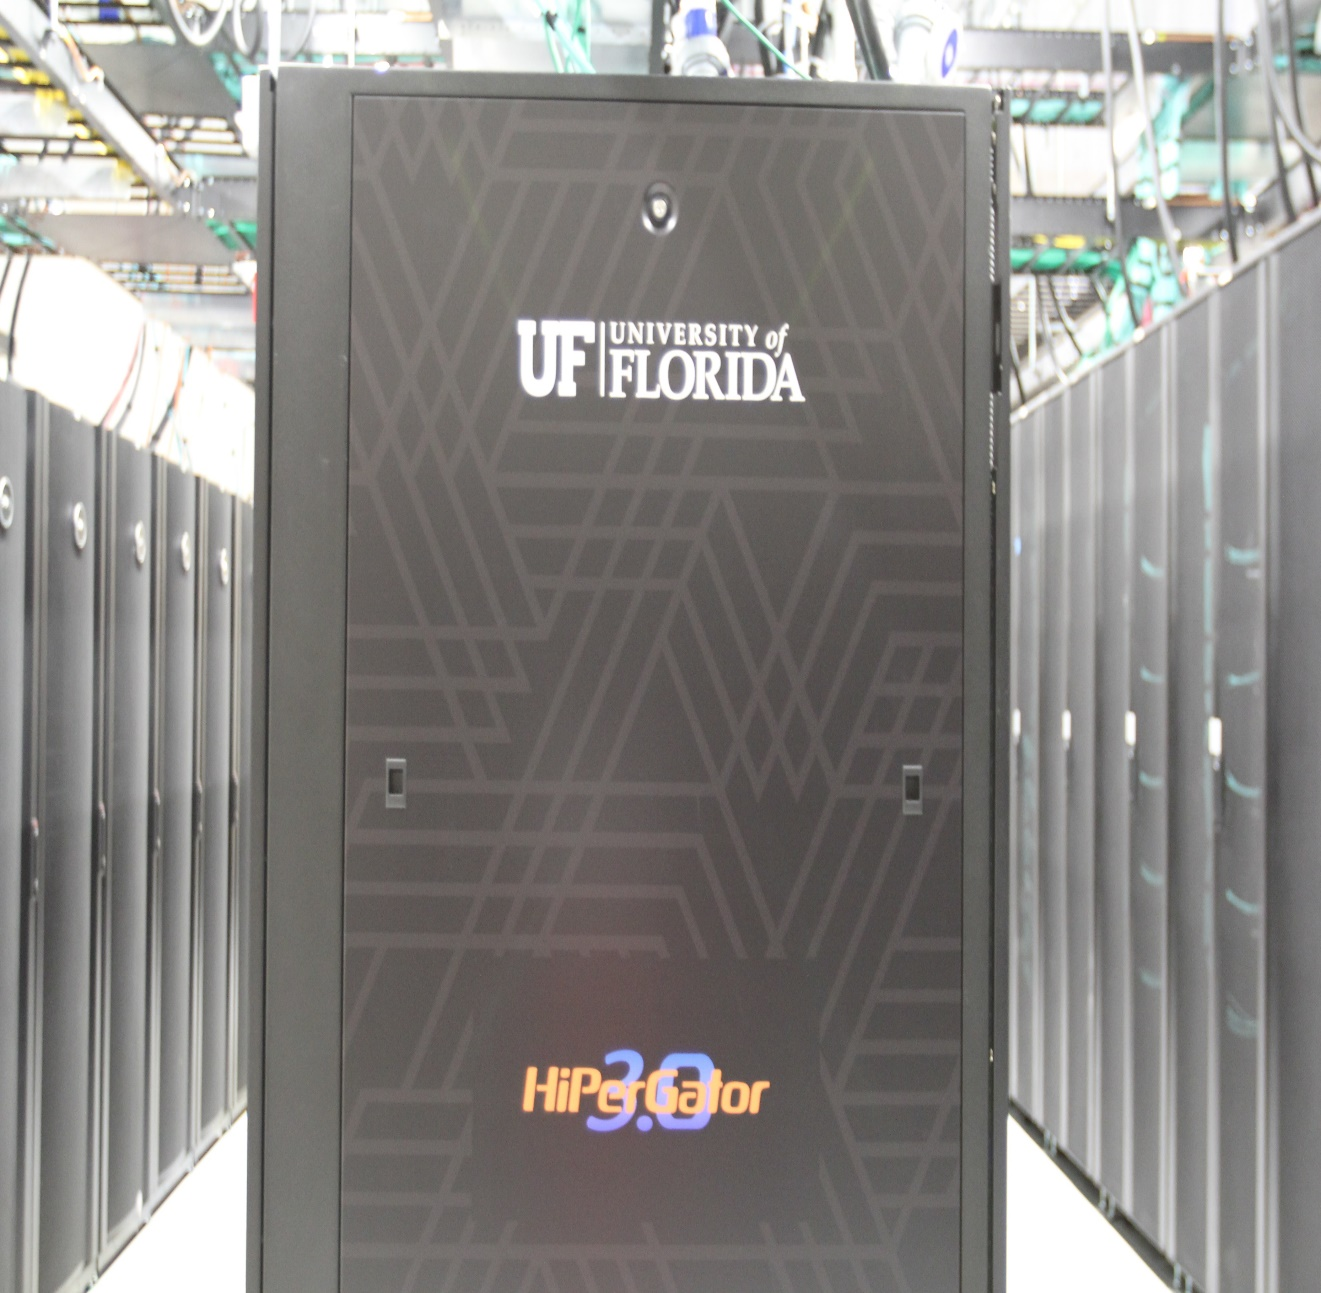 UF UNIVERSITY of
FLORIDA
HiPerGator
3.0